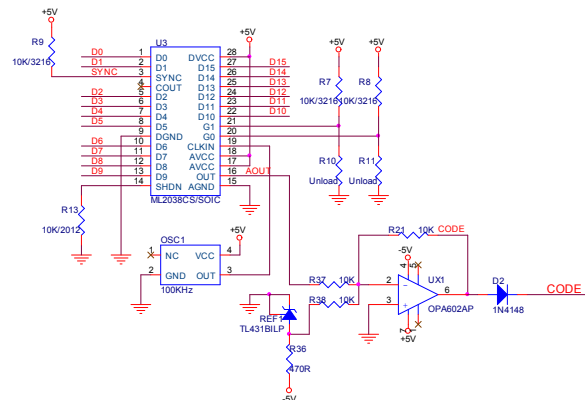 +5V
U3
R9
10K/3216
D0 1 D0 DVCC 28
D1 2 D1 D15 27 D15
SYNC 3 SYNC D14 26 D14
4 COUT D13 25 D13
D2 5 D2 D12 24 D12
D3 6 D3 D11 23 D11
D4 7 D4 D10 22 D10
D5 8 D5 G1 21
9 DGND G0 20
D6 10 D6 CLKIN 19
D7 11 D7 AVCC 18
D8 12 D8 AVCC 17
D9 13 D9 OUT 16 AOUT
14 SHDN AGND 15
ML2038CS/SOIC
+5V
+5V
+5V
R7
10K/3216
R8
10K/3216
R10
Unload
R11
Unload
R13
10K/2012
OSC1
+5V
1 NC VCC 4
2 GND OUT 3
100KHz
R21 10K CODE
-5V
R37 10K
R38 10K
4 5
2
3
6
7 1
UX1
OPA602AP
+5V
D2
1N4148
CODE
REF1
TL431BILP
R36
470R
-5V